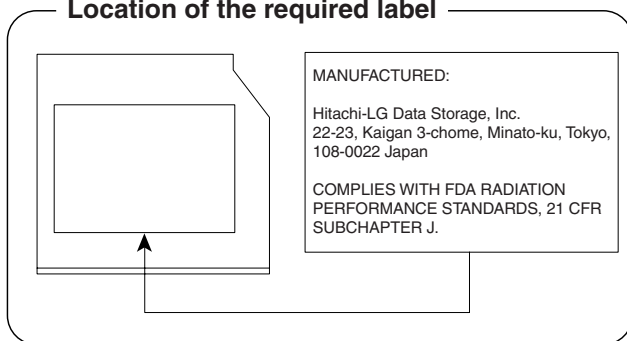 Location of the required label
MANUFACTURED:
Hitachi-LG Data Storage, Inc.
22-23, Kaigan 3-chome, Minato-ku, Tokyo,
108-0022 Japan
COMPLIES WITH FDA RADIATION
PERFORMANCE STANDARDS, 21 CFR
SUBCHAPTER J.